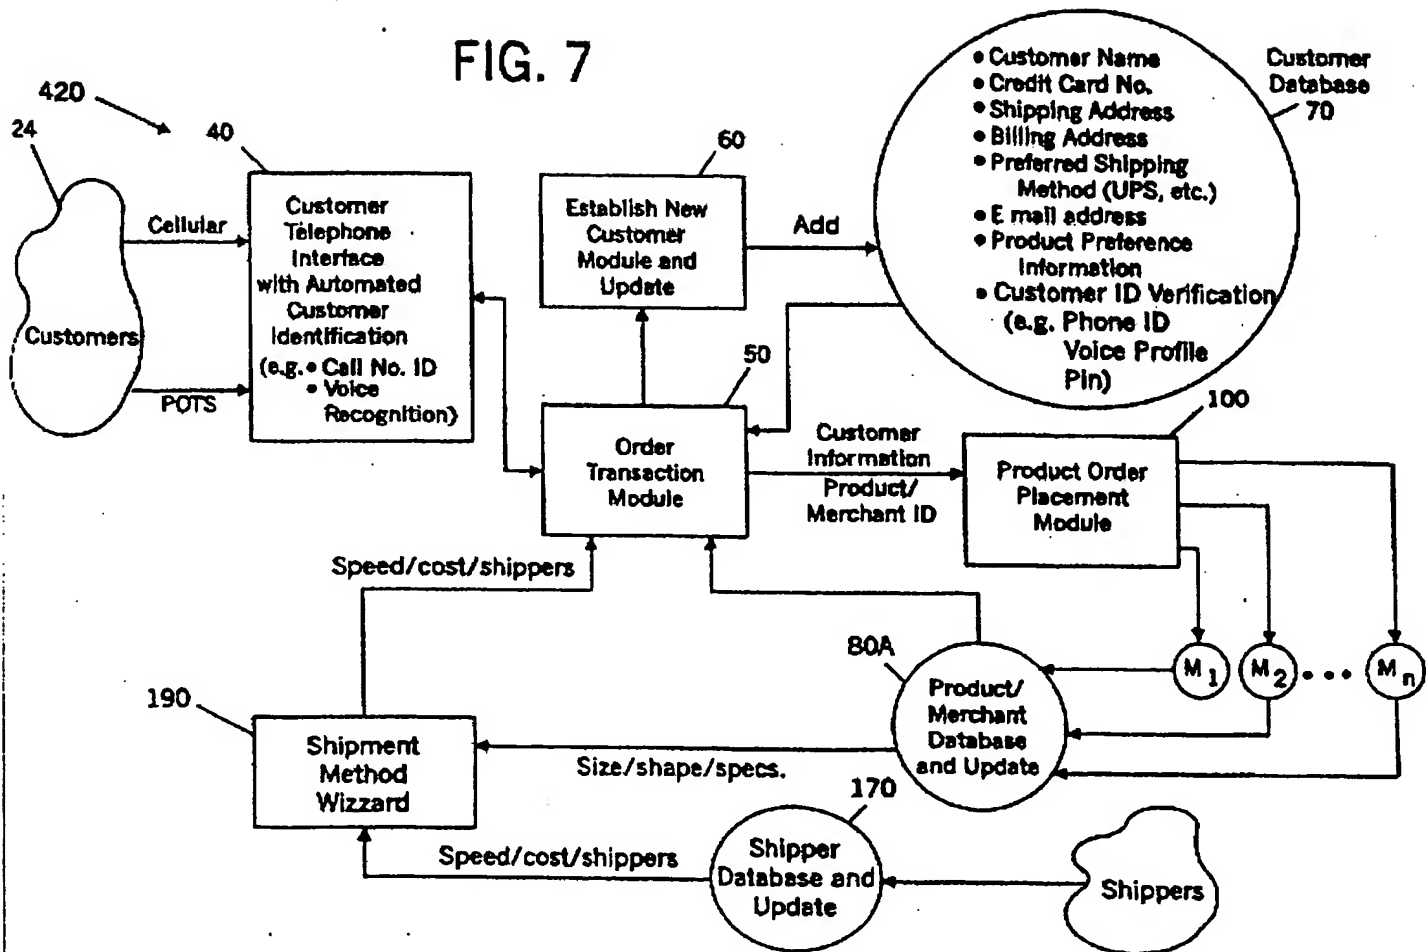 FIG. 7
420
24
Customers
Cellular
POTS
40
Customer
Telephone
Interface
with Automated
Customer
Identification
(e.g. • Call No. ID
• Voice
Recognition)
60
Establish New
Customer
Module and
Update
Add
• Customer Name
• Credit Card No.
• Shipping Address
• Billing Address
• Preferred Shipping
Method (UPS, etc.)
• E mail address
• Product Preference
Information
• Customer ID Verification
(e.g. Phone ID
Voice Profile
Pin)
Customer
Database
70
50
Order
Transaction
Module
Customer
Information
Product/
Merchant ID
100
Product Order
Placement
Module
M1
M2
• • •
Mn
Speed/cost/shippers
80A
Product/
Merchant
Database
and Update
190
Shipment
Method
Wizzard
Size/shape/specs.
170
Shipper
Database and
Update
Speed/cost/shippers
Shippers